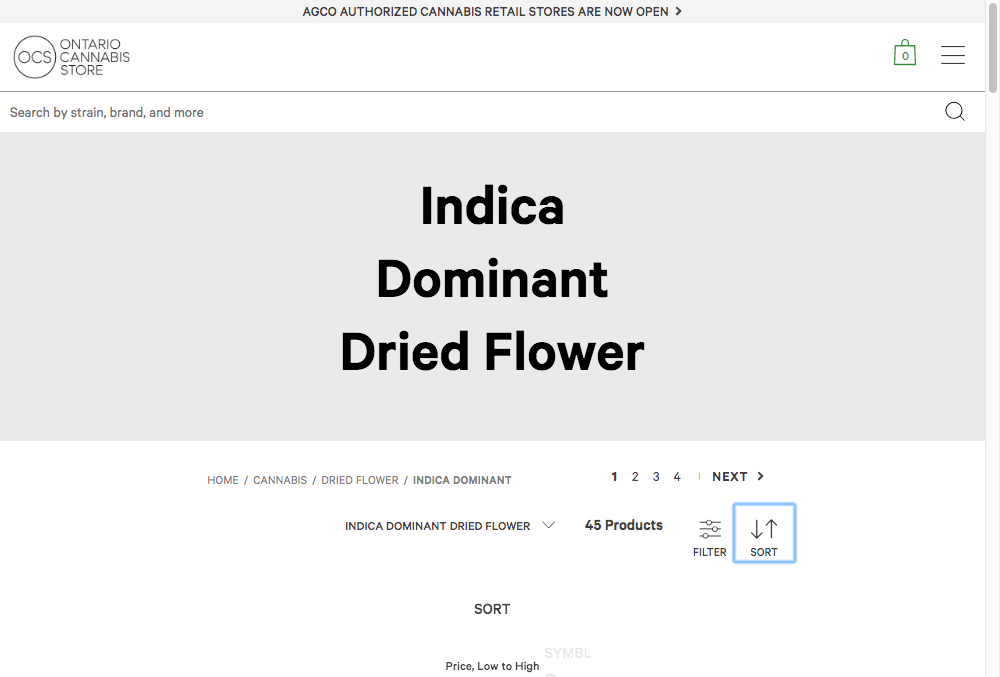 AGCO AUTHORIZED CANNABIS RETAIL STORES ARE NOW OPEN
OCS
ONTARIO
CANNABIS
STORE
0
Search by strain, brand, and more
Indica
Dominant
Dried Flower
HOME / CANNABIS / DRIED FLOWER / INDICA DOMINANT
1 2 3 4 | NEXT
INDICA DOMINANT DRIED FLOWER
45 Products
FILTER
SORT
SORT
SYMBL
Price, Low to High